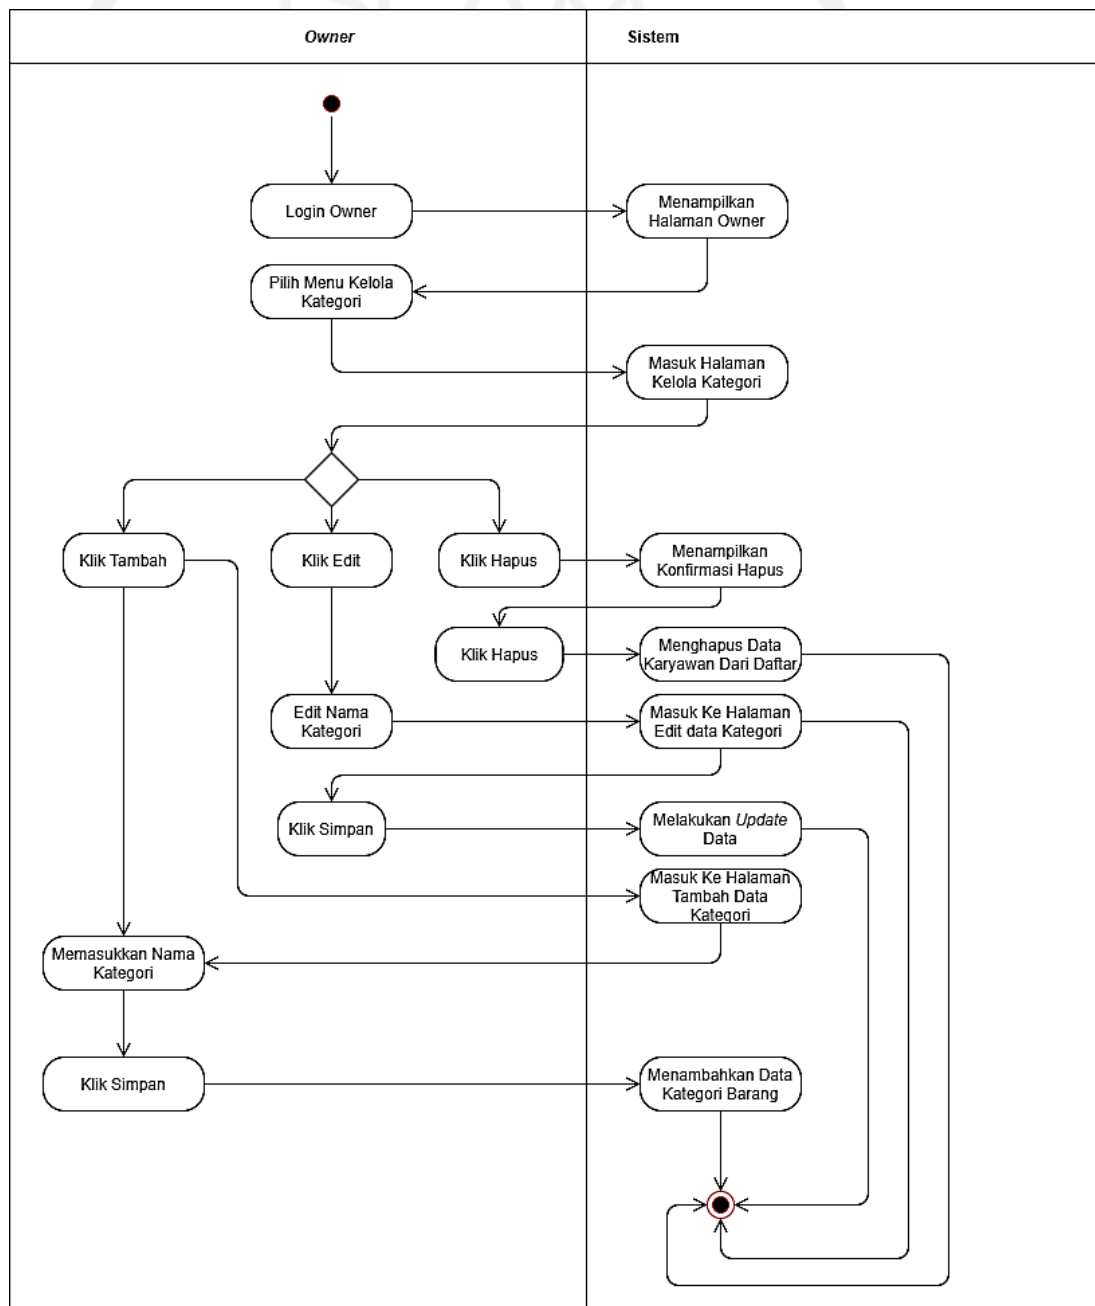 Owner
Sistem
Login Owner
Menampilkan
Halaman Owner
Pilih Menu Kelola
Kategori
Masuk Halaman
Kelola Kategori
Klik Tambah
Klik Edit
Klik Hapus
Menampilkan
Konfirmasi Hapus
Klik Hapus
Menghapus Data
Karyawan Dari Daftar
Edit Nama
Kategori
Masuk Ke Halaman
Edit data Kategori
Klik Simpan
Melakukan Update
Data
Masuk Ke Halaman
Tambah Data
Kategori
Memasukkan Nama
Kategori
Klik Simpan
Menambahkan Data
Kategori Barang